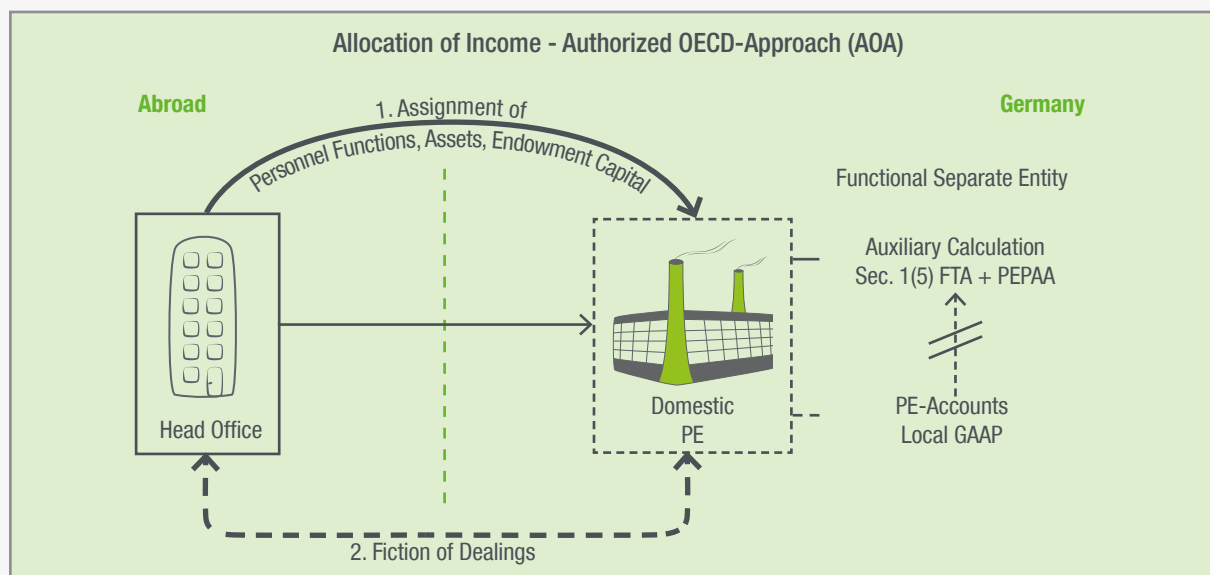 Allocation of Income - Authorized OECD-Approach (AOA)
Abroad
Germany
1. Assignment of
Personnel Functions, Assets, Endowment Capital
Functional Separate Entity
Auxiliary Calculation
Sec. 1(5) FTA + PEPAA
Head Office
Domestic
PE
PE-Accounts
Local GAAP
2. Fiction of Dealings